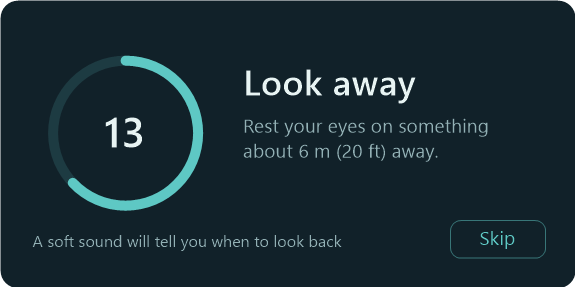 13
Look away
Rest your eyes on something
about 6 m (20 ft) away.
A soft sound will tell you when to look back
Skip